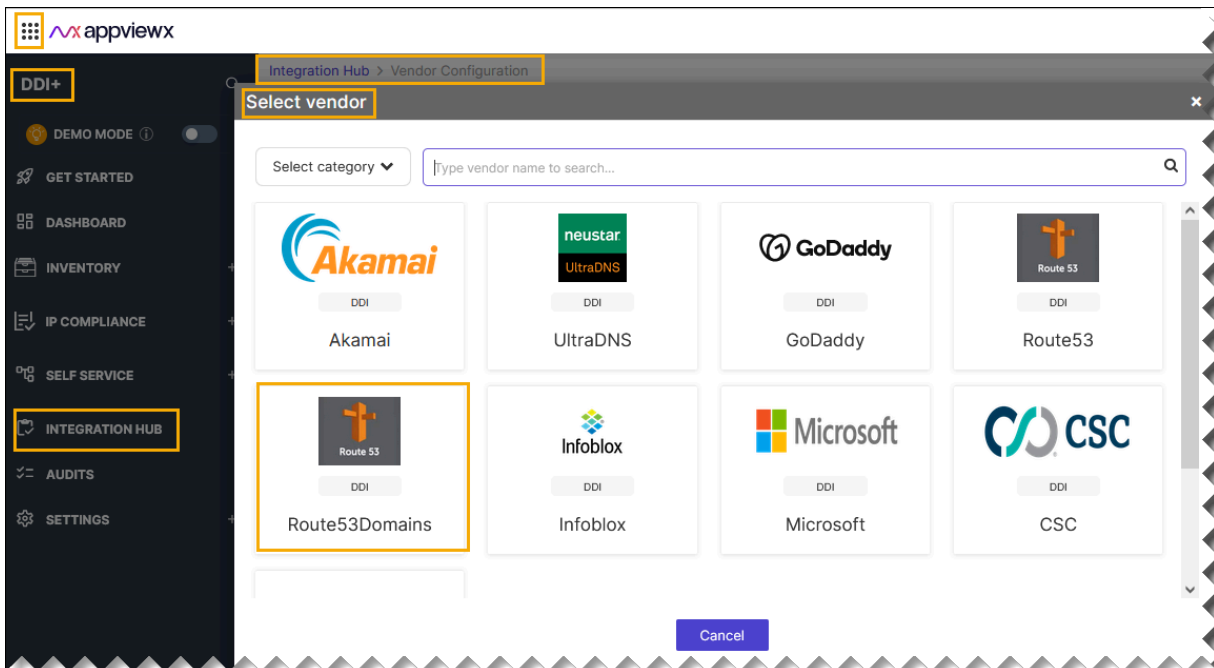 appviewx
DDI+
Integration Hub > Vendor Configuration
Select vendor
×
DEMO MODE
GET STARTED
DASHBOARD
INVENTORY +
IP COMPLIANCE +
SELF SERVICE +
INTEGRATION HUB
AUDITS
SETTINGS +
Select category
Type vendor name to search...
Akamai
DDI
Akamai
neustar
UltraDNS
DDI
UltraDNS
GoDaddy
DDI
GoDaddy
Route 53
DDI
Route53
Route 53
DDI
Route53Domains
Infoblox
DDI
Infoblox
Microsoft
DDI
Microsoft
CSC
DDI
CSC
Cancel